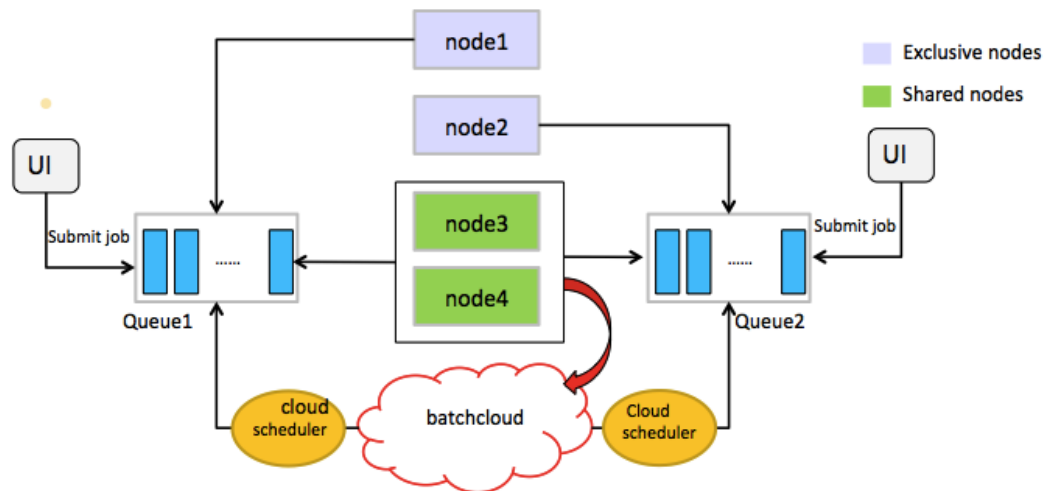 node1
Exclusive nodes
Shared nodes
node2
UI
UI
node3
Submit job
Submit job
......
......
node4
Queue1
Queue2
cloud
scheduler
batchcloud
Cloud
scheduler